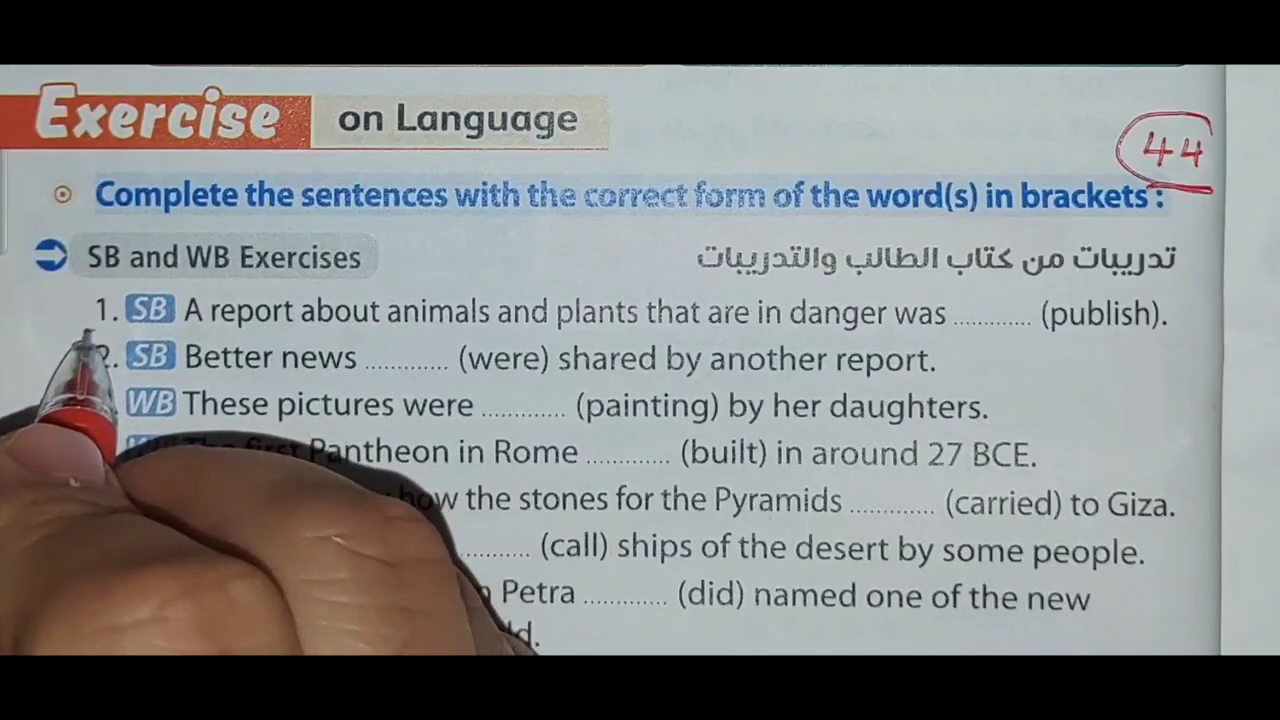 Exercise on Language
44
Complete the sentences with the correct form of the word(s) in brackets :
SB and WB Exercises تدريبات من كتاب الطالب والتدريبات
1. SB A report about animals and plants that are in danger was ............ (publish).
2. SB Better news ............. (were) shared by another report.
WB These pictures were ............. (painting) by her daughters.
The first Pantheon in Rome ............. (built) in around 27 BCE.
how the stones for the Pyramids ............. (carried) to Giza.
............ (call) ships of the desert by some people.
Petra ............. (did) named one of the new